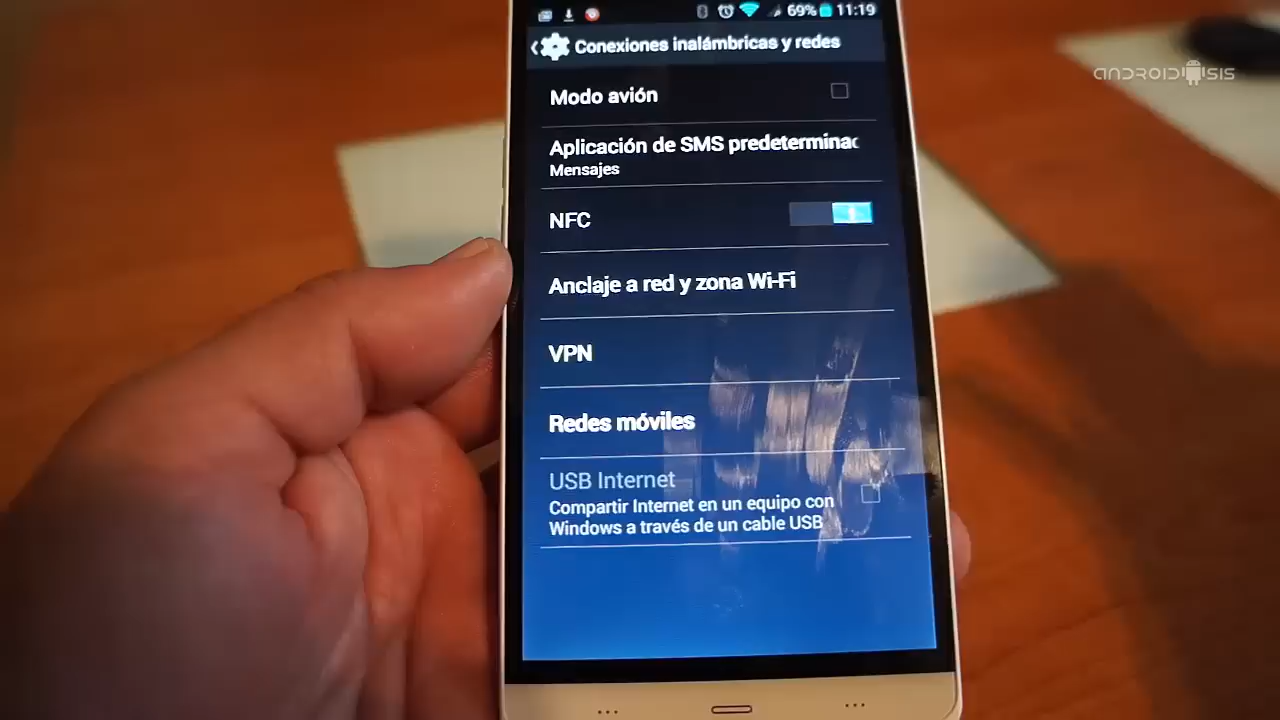 69% 11:19
Conexiones inalámbricas y redes
ANDROIDSIS
Modo avión
Aplicación de SMS predeterminac
Mensajes
NFC
Anclaje a red y zona Wi-Fi
VPN
Redes móviles
USB Internet
Compartir Internet en un equipo con
Windows a través de un cable USB